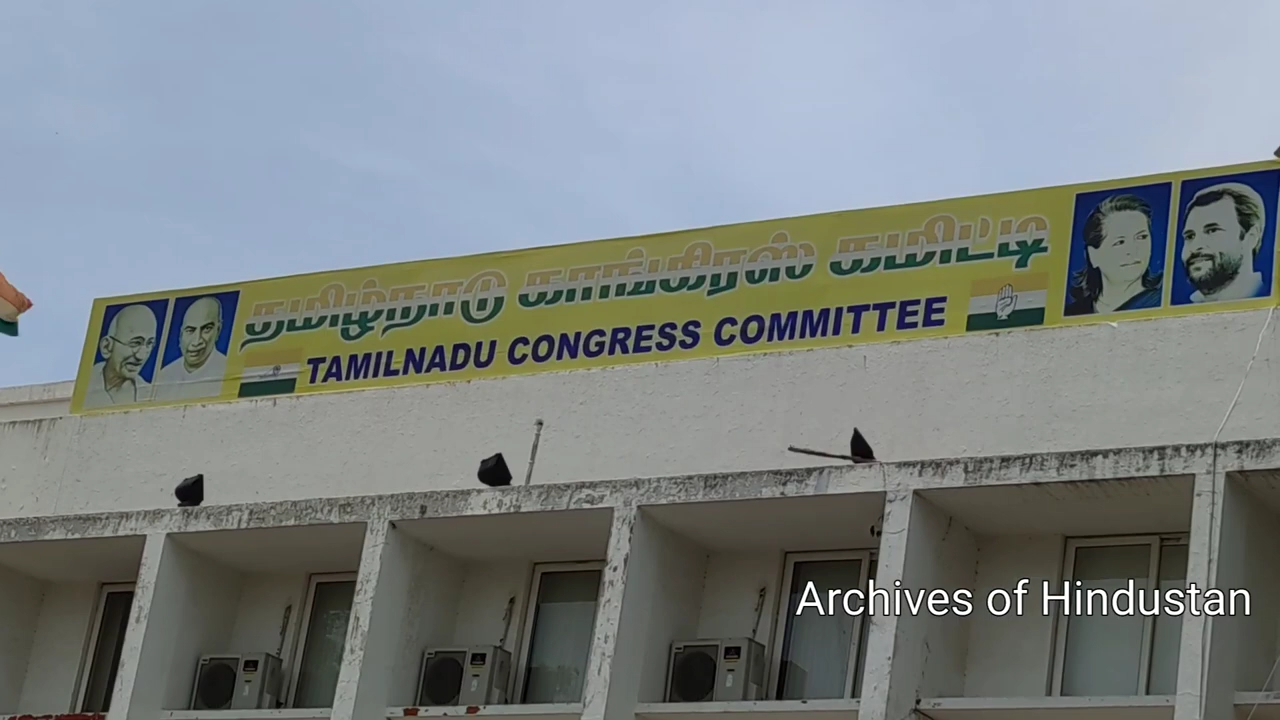 தமிழ்நாடு காங்கிரஸ் கமிட்டி
TAMILNADU CONGRESS COMMITTEE
Archives of Hindustan